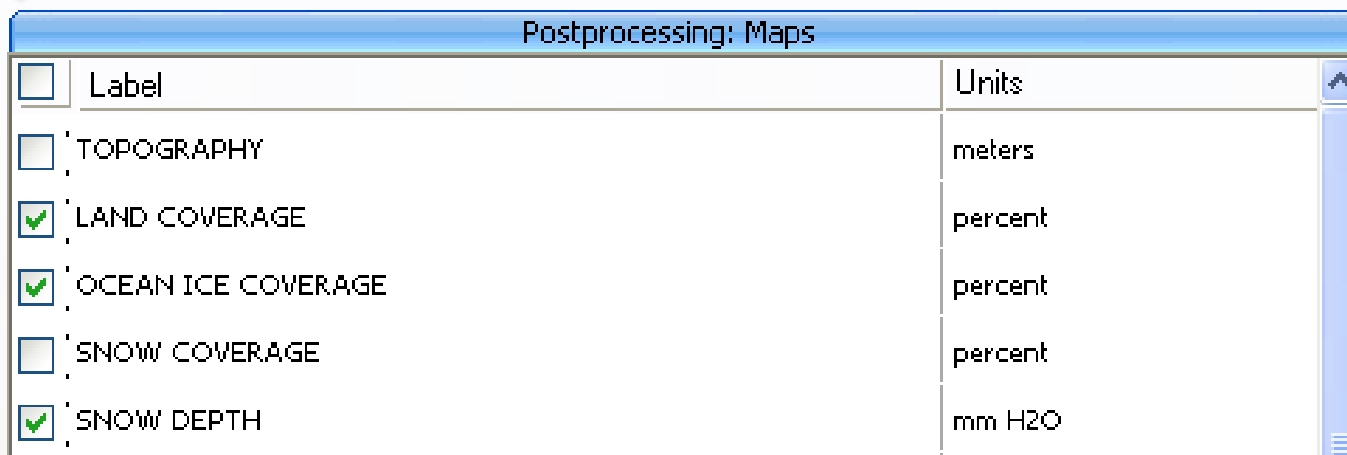 Postprocessing: Maps
Label Units
TOPOGRAPHY meters
LAND COVERAGE percent
OCEAN ICE COVERAGE percent
SNOW COVERAGE percent
SNOW DEPTH mm H2O